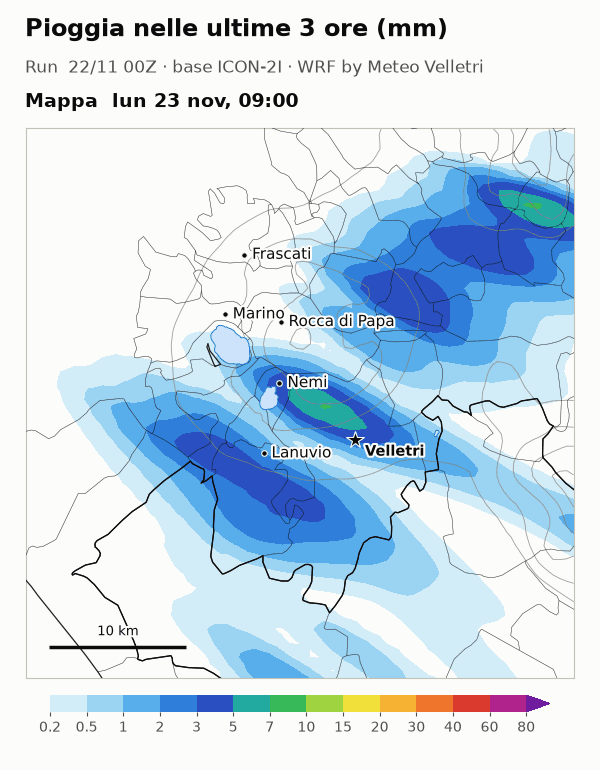 Pioggia nelle ultime 3 ore (mm)
Run  22/11 00Z · base ICON-2I · WRF by Meteo Velletri
Mappa  lun 23 nov, 09:00
Frascati
Marino
Rocca di Papa
Nemi
Velletri
Lanuvio
10 km
0.2 0.5 1 2 3 5 7 10 15 20 30 40 60 80